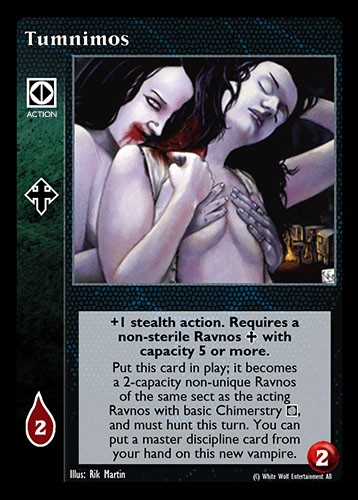 Tumnimos
ACTION
+1 stealth action. Requires a
non-sterile Ravnos with
capacity 5 or more.
Put this card in play; it becomes
a 2-capacity non-unique Ravnos
of the same sect as the acting
Ravnos with basic Chimerstry ,
and must hunt this turn. You can
put a master discipline card from
your hand on this new vampire.
2
2
Illus: Rik Martin
(C) White Wolf Entertainment AB